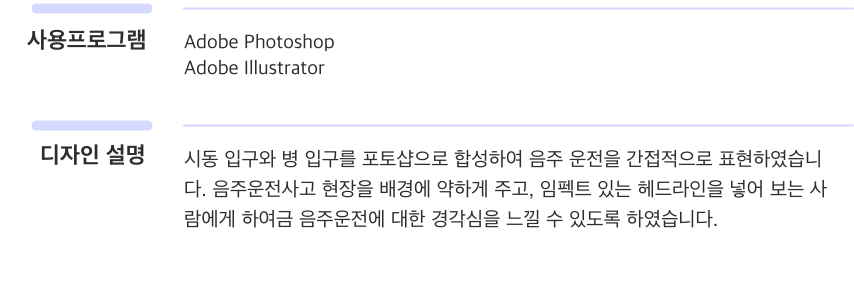 사용프로그램
Adobe Photoshop
Adobe Illustrator
디자인 설명
시동 입구와 병 입구를 포토샵으로 합성하여 음주 운전을 간접적으로 표현하였습니
다. 음주운전사고 현장을 배경에 약하게 주고, 임펙트 있는 헤드라인을 넣어 보는 사
람에게 하여금 음주운전에 대한 경각심을 느낄 수 있도록 하였습니다.